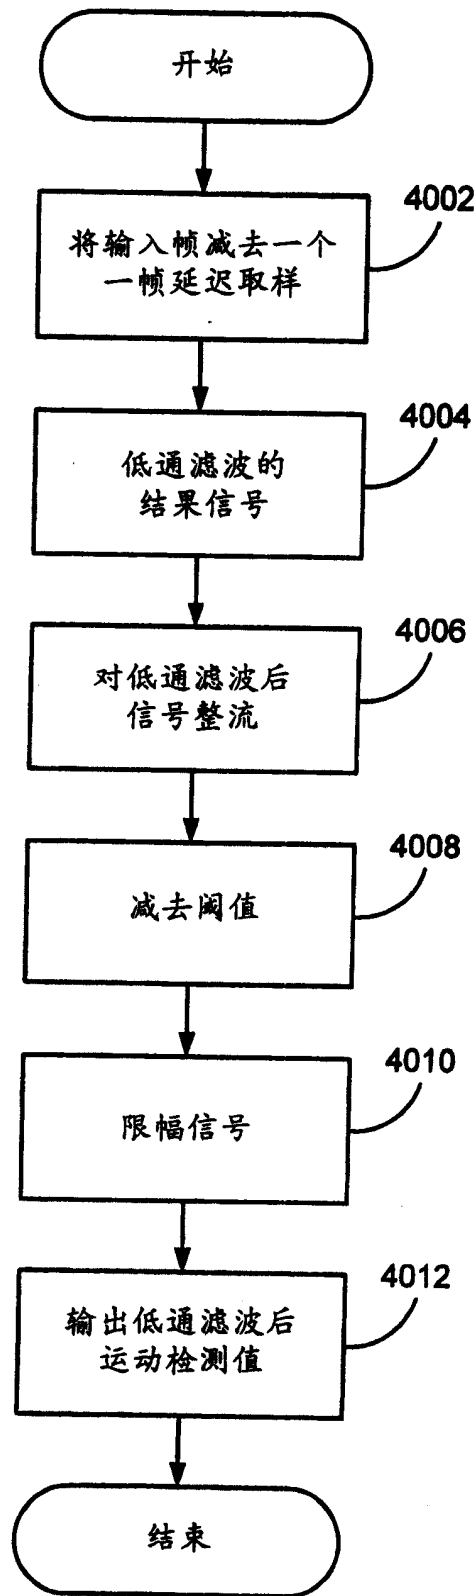 开始
4002
将输入帧减去一个
一帧延迟取样
4004
低通滤波的
结果信号
4006
对低通滤波后
信号整流
4008
减去阈值
4010
限幅信号
4012
输出低通滤波后
运动检测值
结束